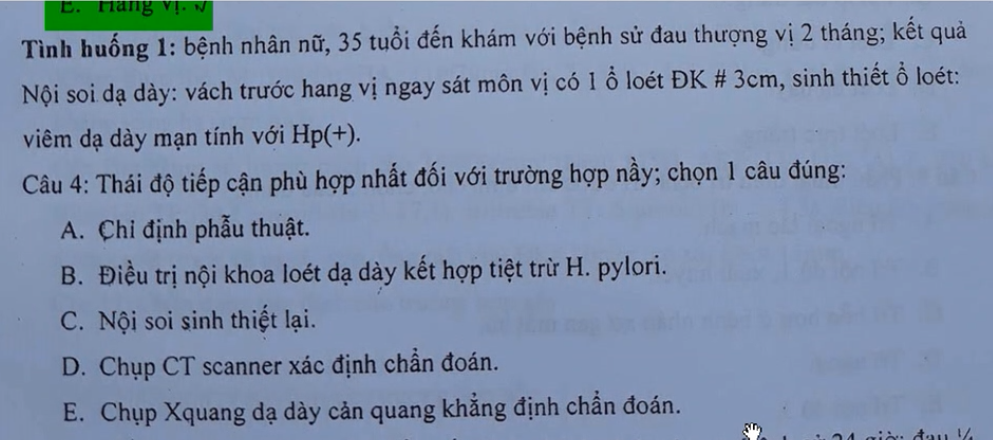 E. Hang vị. √
Tình huống 1: bệnh nhân nữ, 35 tuổi đến khám với bệnh sử đau thượng vị 2 tháng; kết quả
Nội soi dạ dày: vách trước hang vị ngay sát môn vị có 1 ổ loét ĐK # 3cm, sinh thiết ổ loét:
viêm dạ dày mạn tính với Hp(+).
Câu 4: Thái độ tiếp cận phù hợp nhất đối với trường hợp nầy; chọn 1 câu đúng:
A. Chỉ định phẫu thuật.
B. Điều trị nội khoa loét dạ dày kết hợp tiệt trừ H. pylori.
C. Nội soi sinh thiết lại.
D. Chụp CT scanner xác định chẩn đoán.
E. Chụp Xquang dạ dày cản quang khẳng định chẩn đoán.
24 giờ: đau